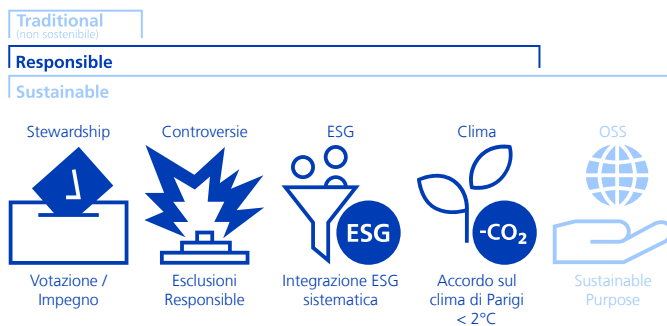 Traditional
(non sostenibile)
Responsible
Sustainable
Stewardship
Controversie
ESG
Clima
OSS
ESG
-CO₂
Votazione /
Impegno
Esclusioni
Responsible
Integrazione ESG
sistematica
Accordo sul
clima di Parigi
< 2°C
Sustainable
Purpose